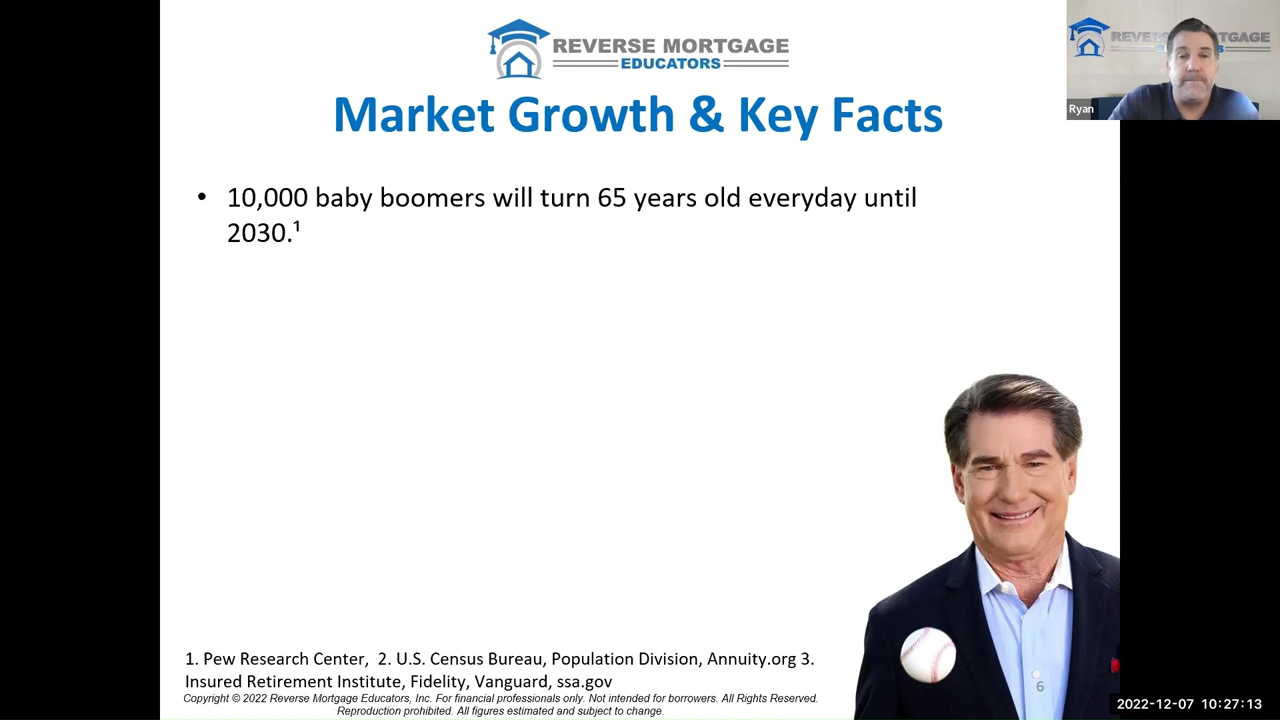 REVERSE MORTGAGE
EDUCATORS
Market Growth & Key Facts
• 10,000 baby boomers will turn 65 years old everyday until
2030.¹
1. Pew Research Center,  2. U.S. Census Bureau, Population Division, Annuity.org 3.
Insured Retirement Institute, Fidelity, Vanguard, ssa.gov
Copyright © 2022 Reverse Mortgage Educators, Inc. For financial professionals only. Not intended for borrowers. All Rights Reserved.
Reproduction prohibited. All figures estimated and subject to change.
6
Ryan
2022-12-07 10:27:13